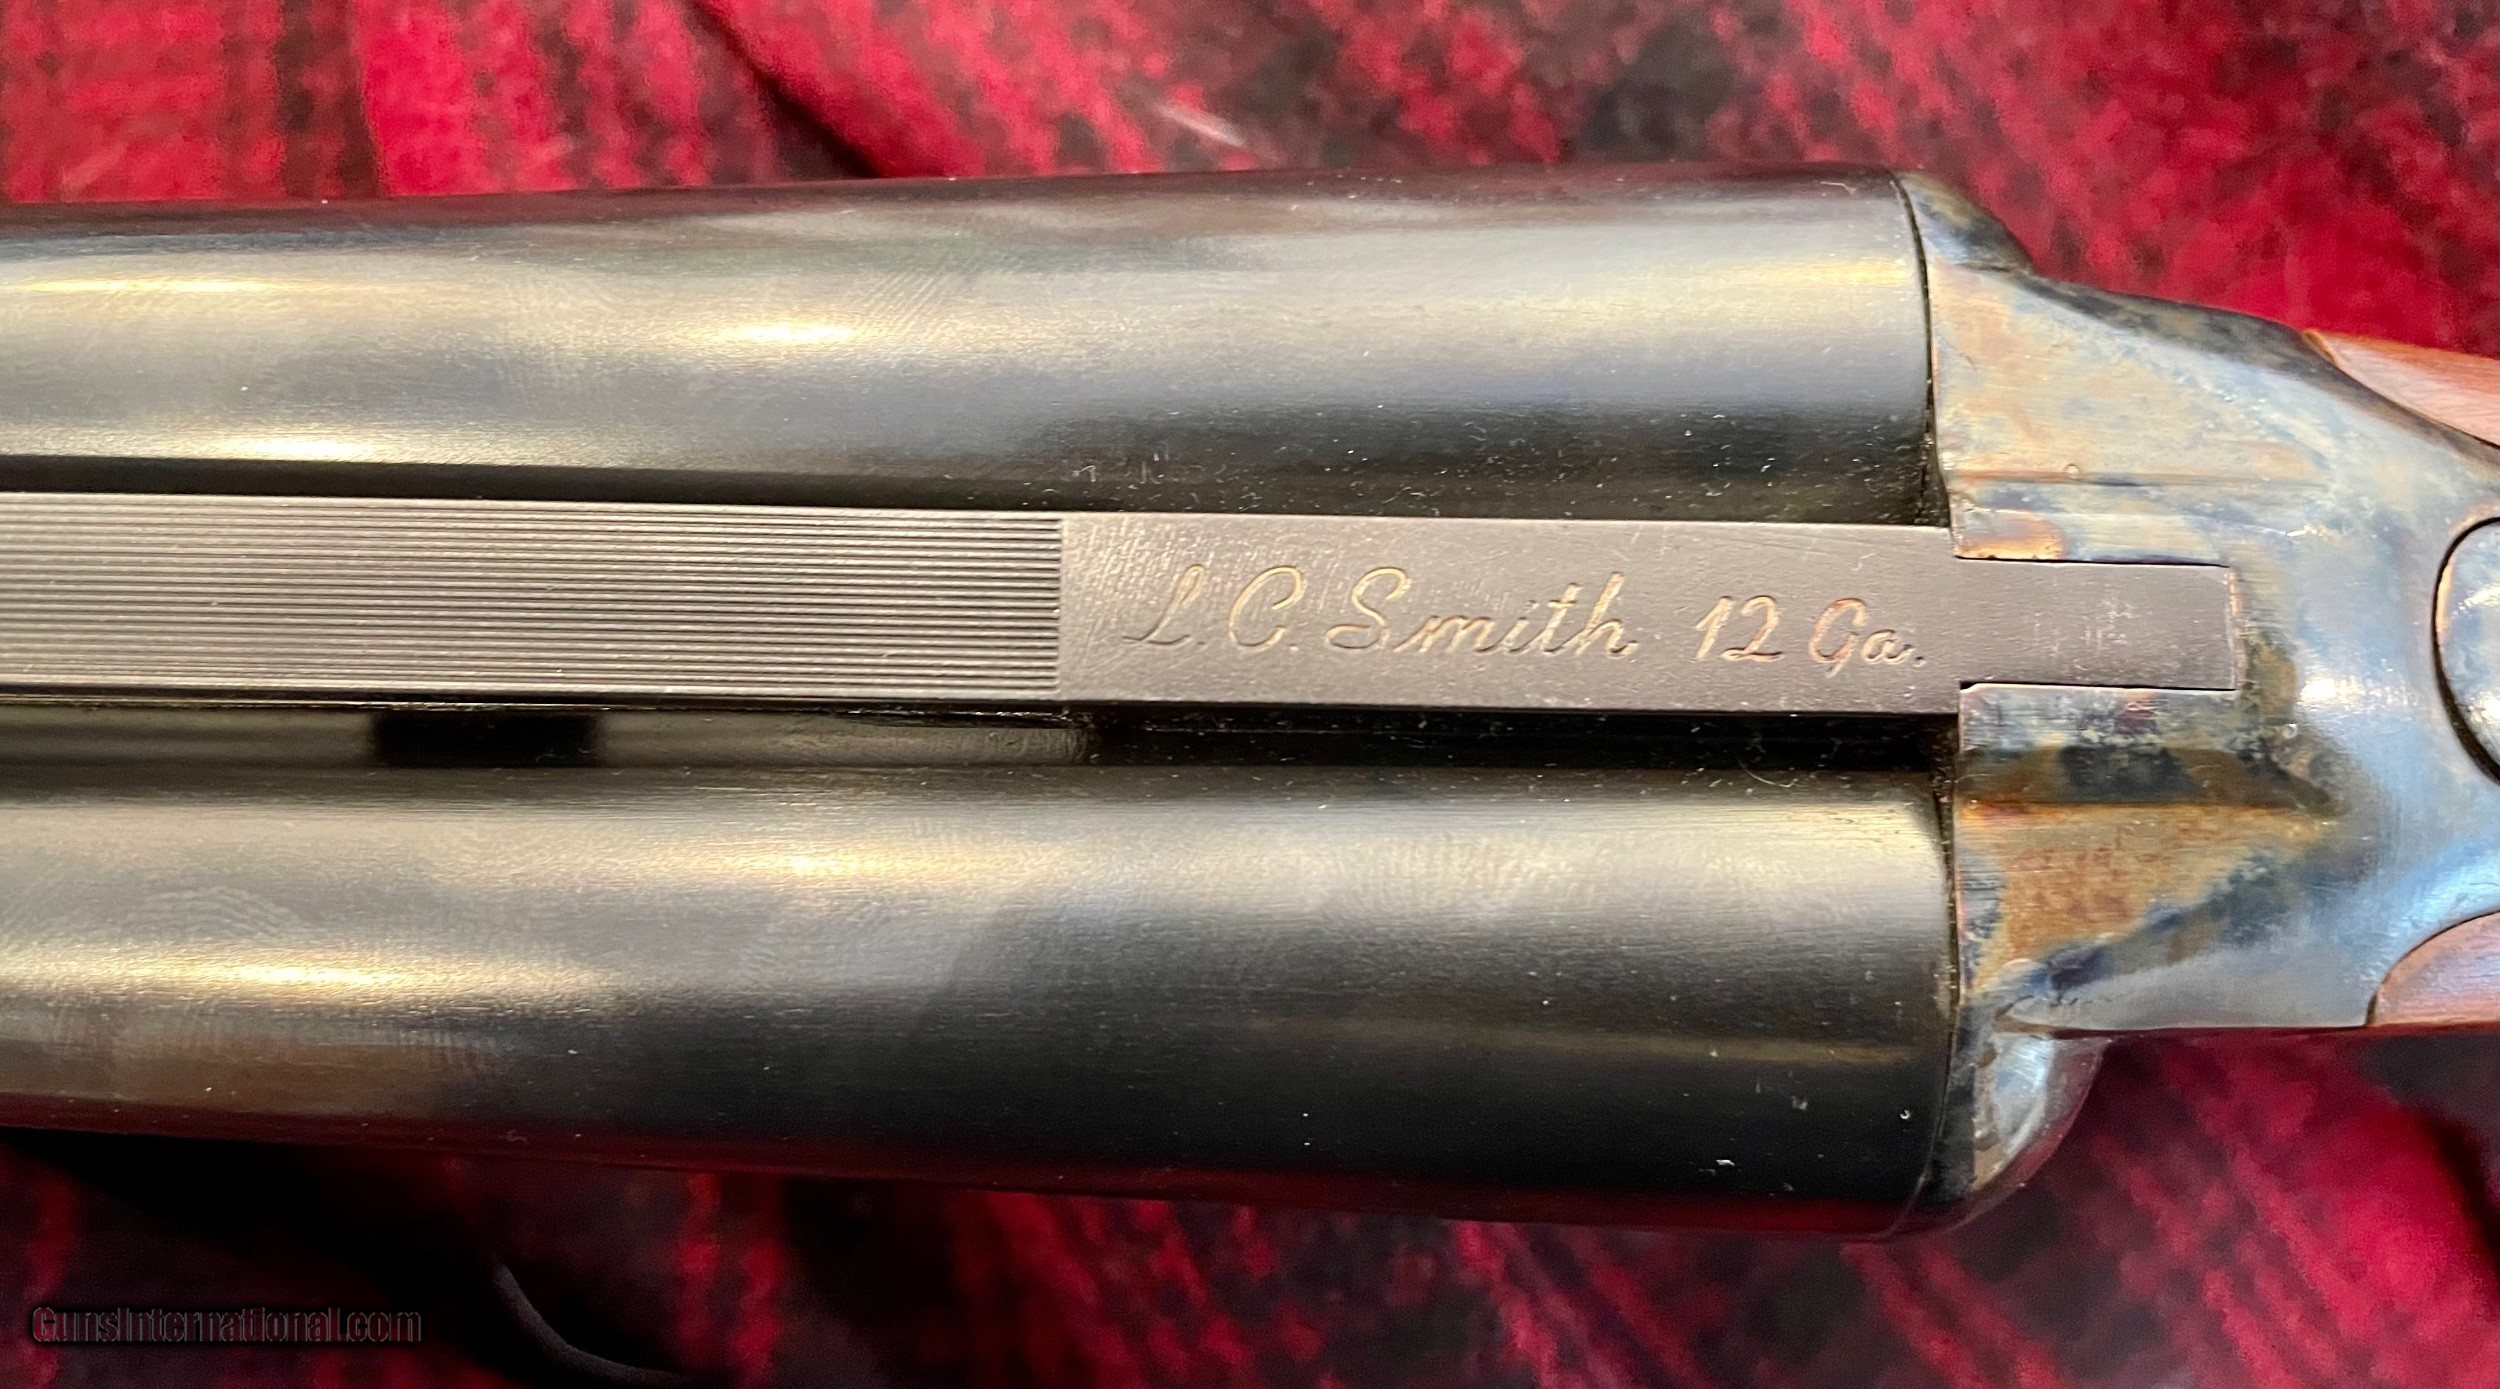 L.C. Smith 12 Ga.
GunsInternational.com